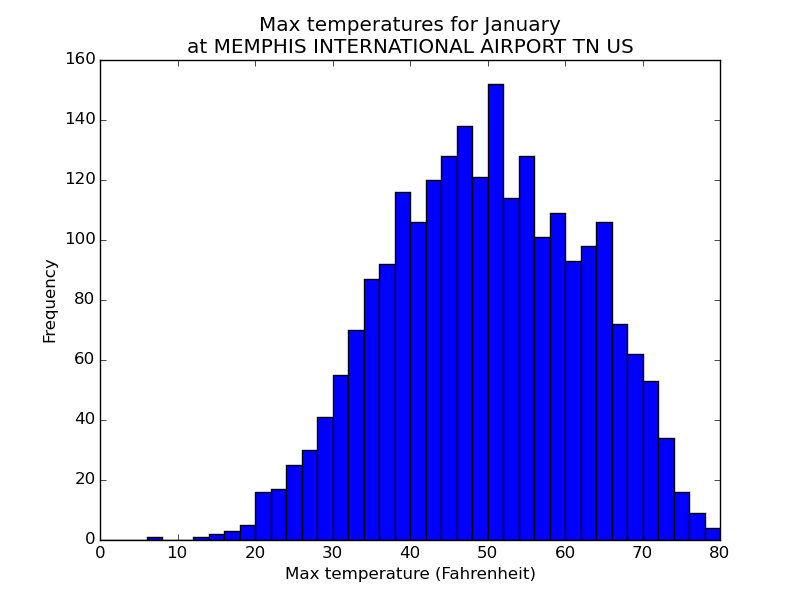 Max temperatures for January
at MEMPHIS INTERNATIONAL AIRPORT TN US
160
140
120
100
80
60
40
20
0
Frequency
0 10 20 30 40 50 60 70 80
Max temperature (Fahrenheit)